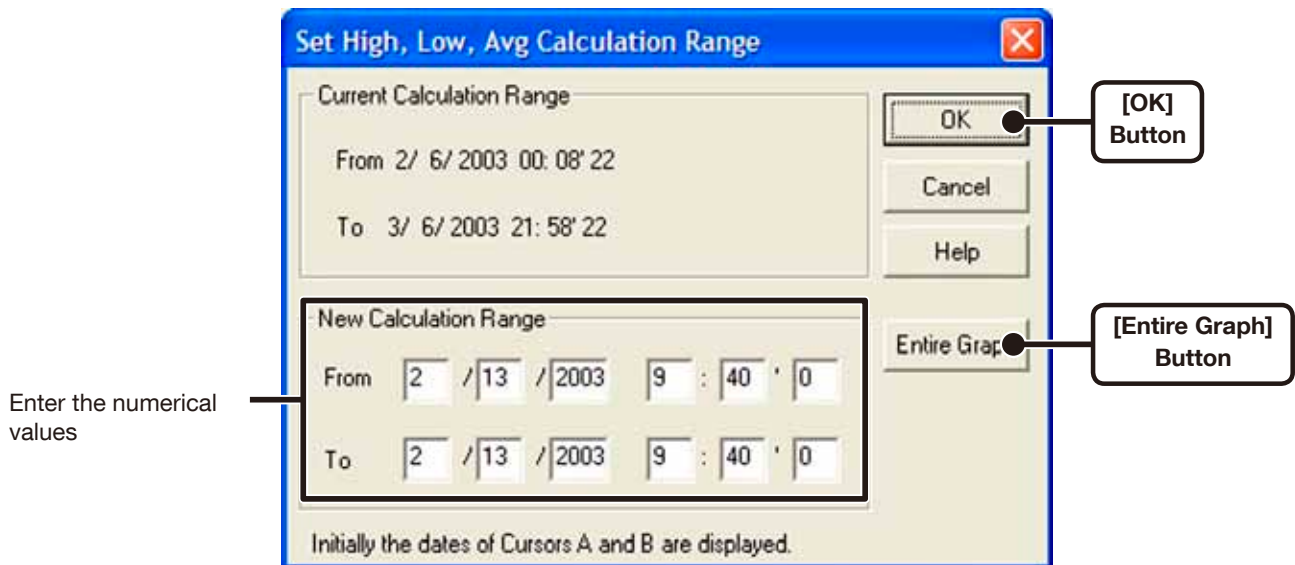 Set High, Low, Avg Calculation Range
Current Calculation Range
From 2/ 6/ 2003 00: 08' 22
To 3/ 6/ 2003 21: 58' 22
OK
Cancel
Help
[OK]
Button
New Calculation Range
From 2 / 13 / 2003 9 : 40 ' 0
To 2 / 13 / 2003 9 : 40 ' 0
Entire Grap
[Entire Graph]
Button
Enter the numerical
values
Initially the dates of Cursors A and B are displayed.